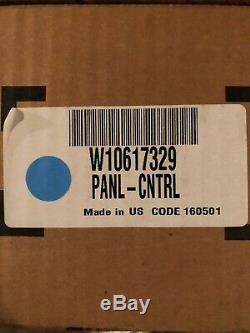 W10617329
PANL-CNTRL
Made in US CODE 160501